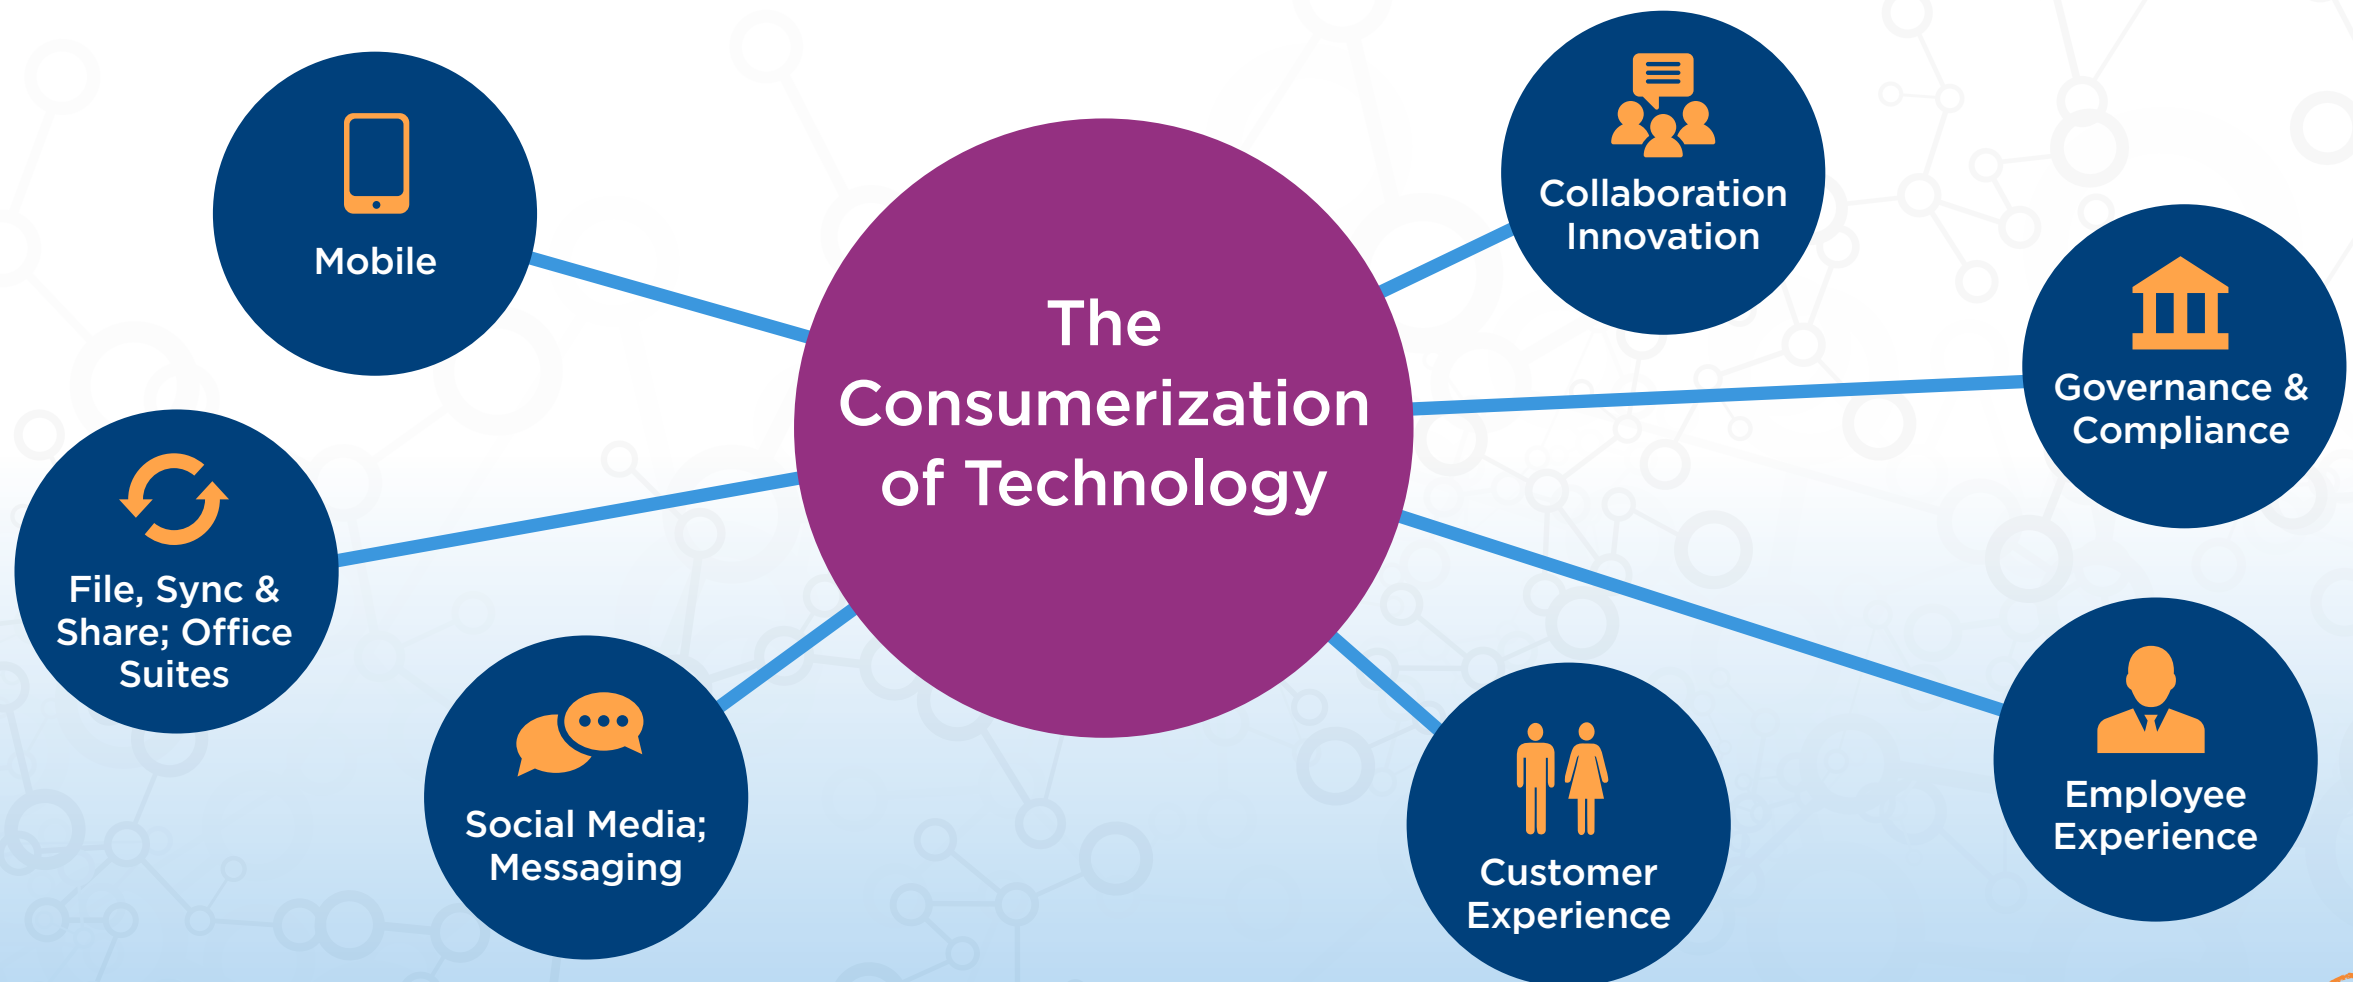 Mobile
File, Sync &
Share; Office
Suites
Social Media;
Messaging
The
Consumerization
of Technology
Collaboration
Innovation
Governance &
Compliance
Employee
Experience
Customer
Experience